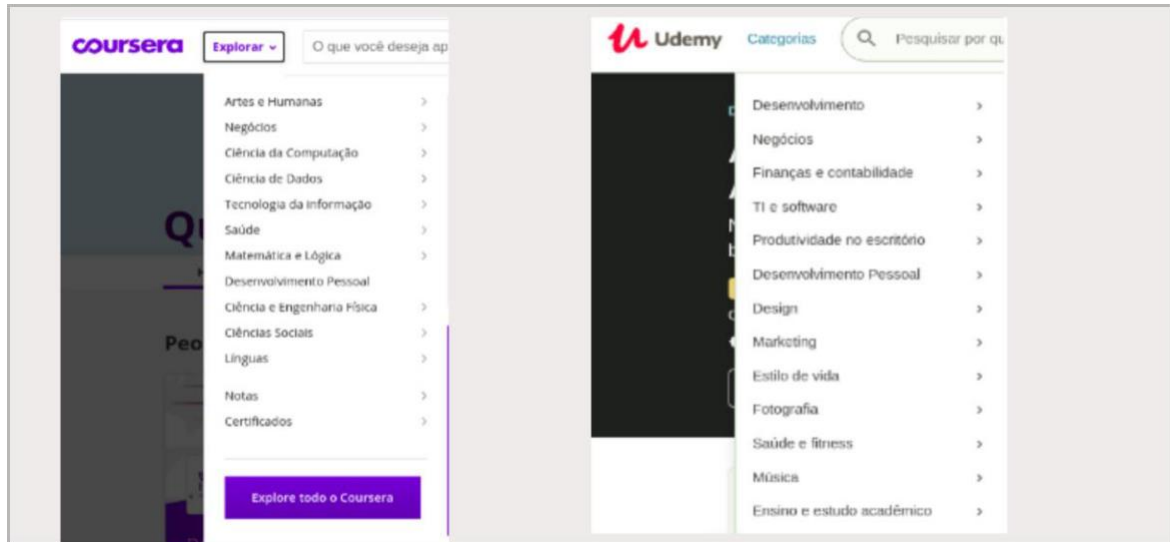 coursera
Explorar
O que você deseja ap
Artes e Humanas
Negócios
Ciência da Computação
Ciência de Dados
Tecnologia da informação
Saúde
Matemática e Lógica
Desenvolvimento Pessoal
Ciência e Engenharia Física
Ciências Sociais
Línguas
Notas
Certificados
Explore todo o Coursera
Qu
Peo
Udemy
Categorias
Pesquisar por qu
Desenvolvimento
Negócios
Finanças e contabilidade
TI e software
Produtividade no escritório
Desenvolvimento Pessoal
Design
Marketing
Estilo de vida
Fotografia
Saúde e fitness
Música
Ensino e estudo acadêmico